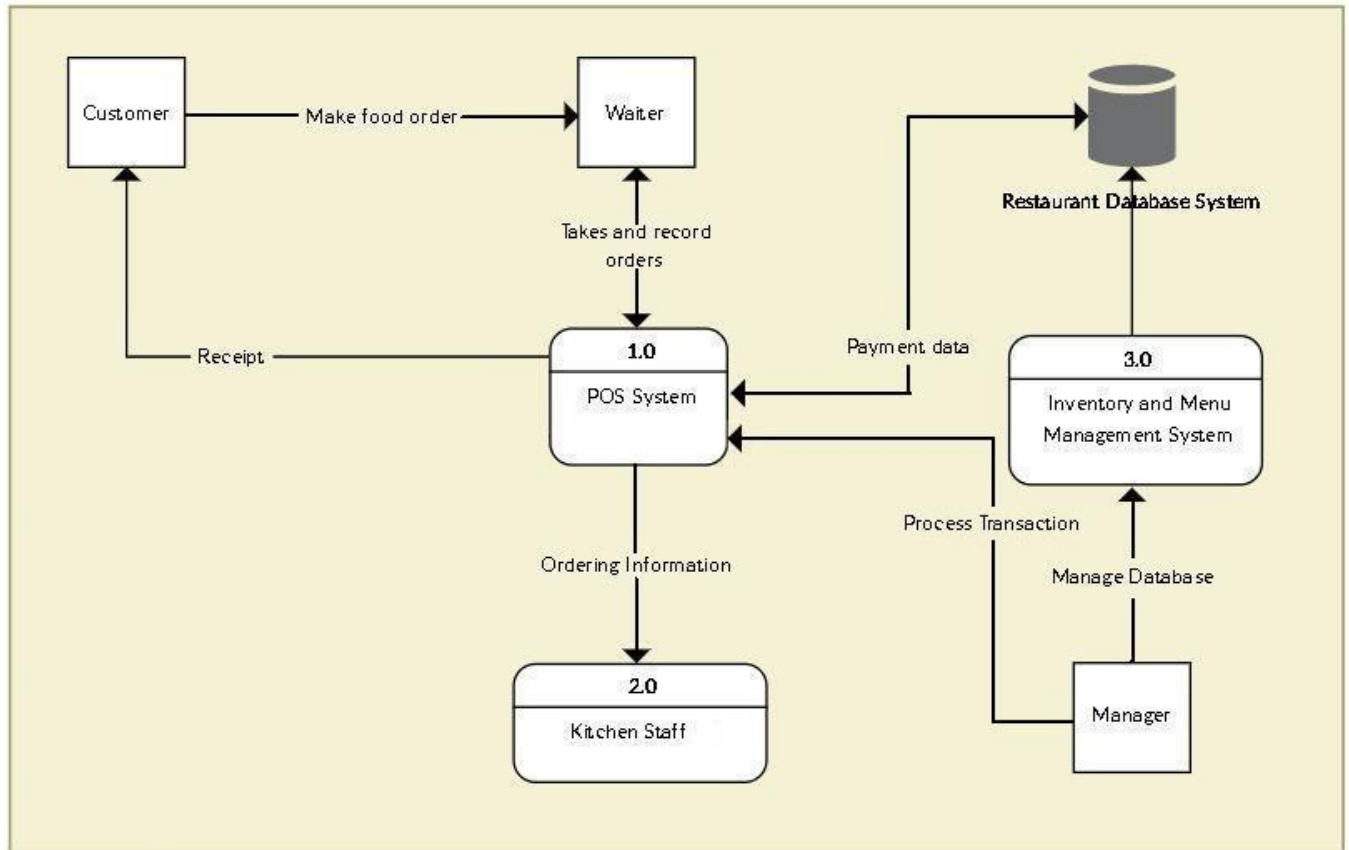 Customer
Make food order
Waiter
Restaurant Database System
Takes and record
orders
Receipt
1.0
POS System
Payment data
3.0
Inventory and Menu
Management System
Process Transaction
Ordering Information
Manage Database
2.0
Kitchen Staff
Manager